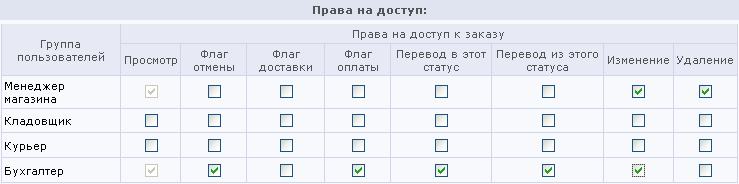 Права на доступ:
Группа пользователей
Права на доступ к заказу
Просмотр Флаг отмены Флаг доставки Флаг оплаты Перевод в этот статус Перевод из этого статуса Изменение Удаление
Менеджер
магазина
Кладовщик
Курьер
Бухгалтер